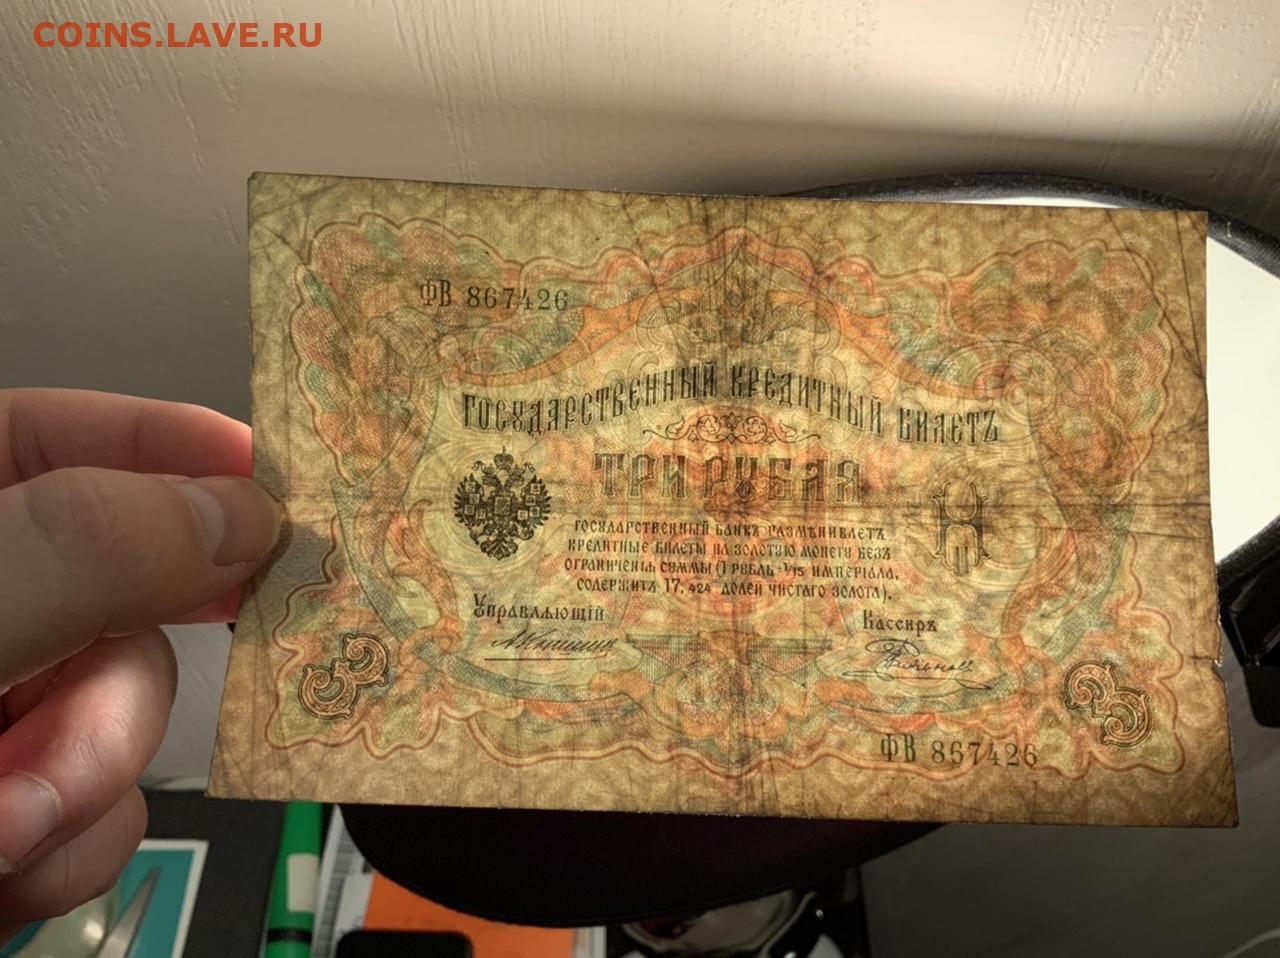 COINS.LAVE.RU
ФВ 867426
ГОСУДАРСТВЕННЫЙ КРЕДИТНЫЙ БИЛЕТЪ
ТРИ РУБЛЯ
ГОСУДАРСТВЕННЫЙ БАНКЪ РАЗМѢНИВАЕТЪ
КРЕДИТНЫЕ БИЛЕТЫ НА ЗОЛОТУЮ МОНЕТУ БЕЗЪ
ОГРАНИЧЕНІЯ СУММЫ (1 РУБЛЬ = 1/15 ИМПЕРІАЛА,
СОДЕРЖИТЪ 17,424 ДОЛЕЙ ЧИСТАГО ЗОЛОТА).
Управляющій
Кассиръ
3
3
ФВ 867426